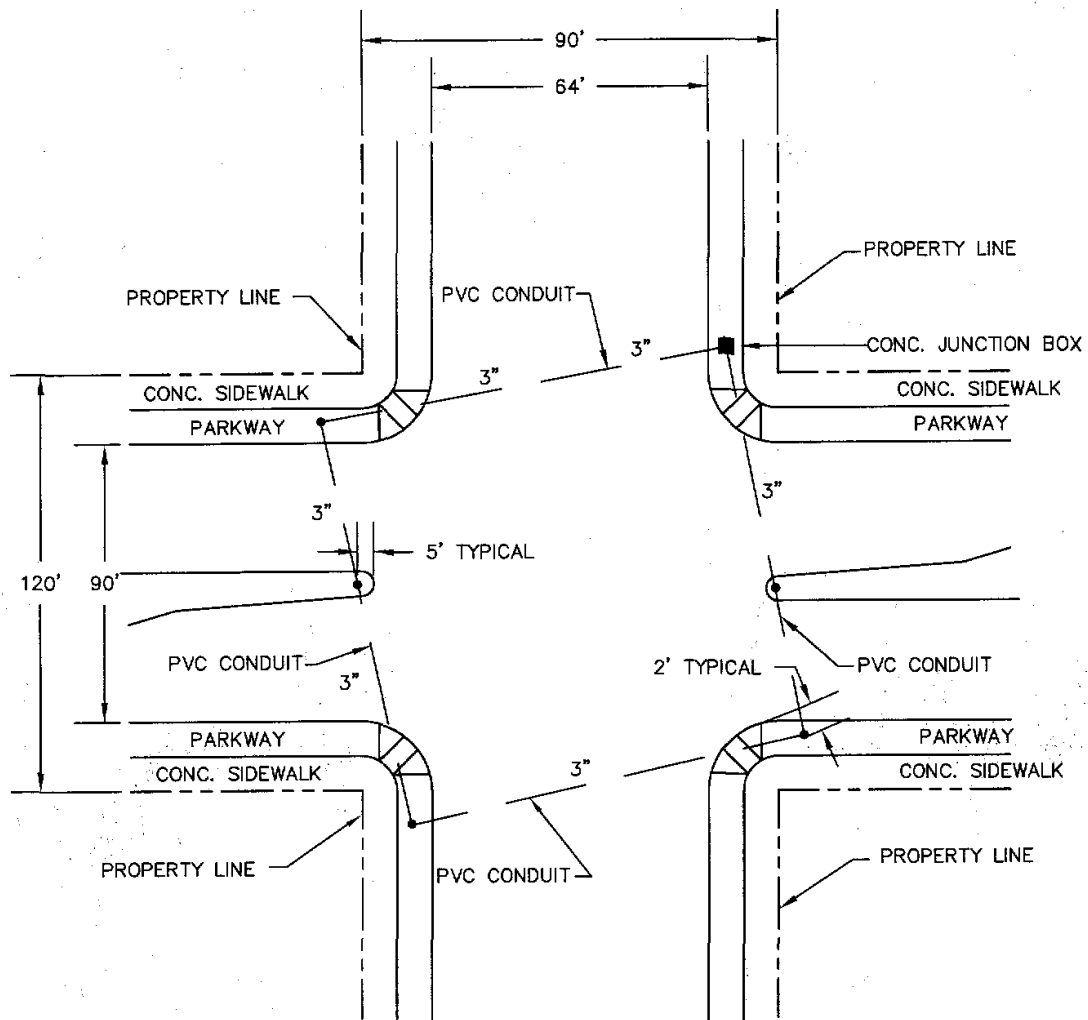 90'
64'
PROPERTY LINE
PROPERTY LINE
PVC CONDUIT
CONC. JUNCTION BOX
3"
3"
CONC. SIDEWALK
CONC. SIDEWALK
PARKWAY
PARKWAY
3"
3"
5' TYPICAL
120'
90'
PVC CONDUIT
2' TYPICAL
PVC CONDUIT
3"
PARKWAY
PARKWAY
CONC. SIDEWALK
3"
CONC. SIDEWALK
PROPERTY LINE
PVC CONDUIT
PROPERTY LINE